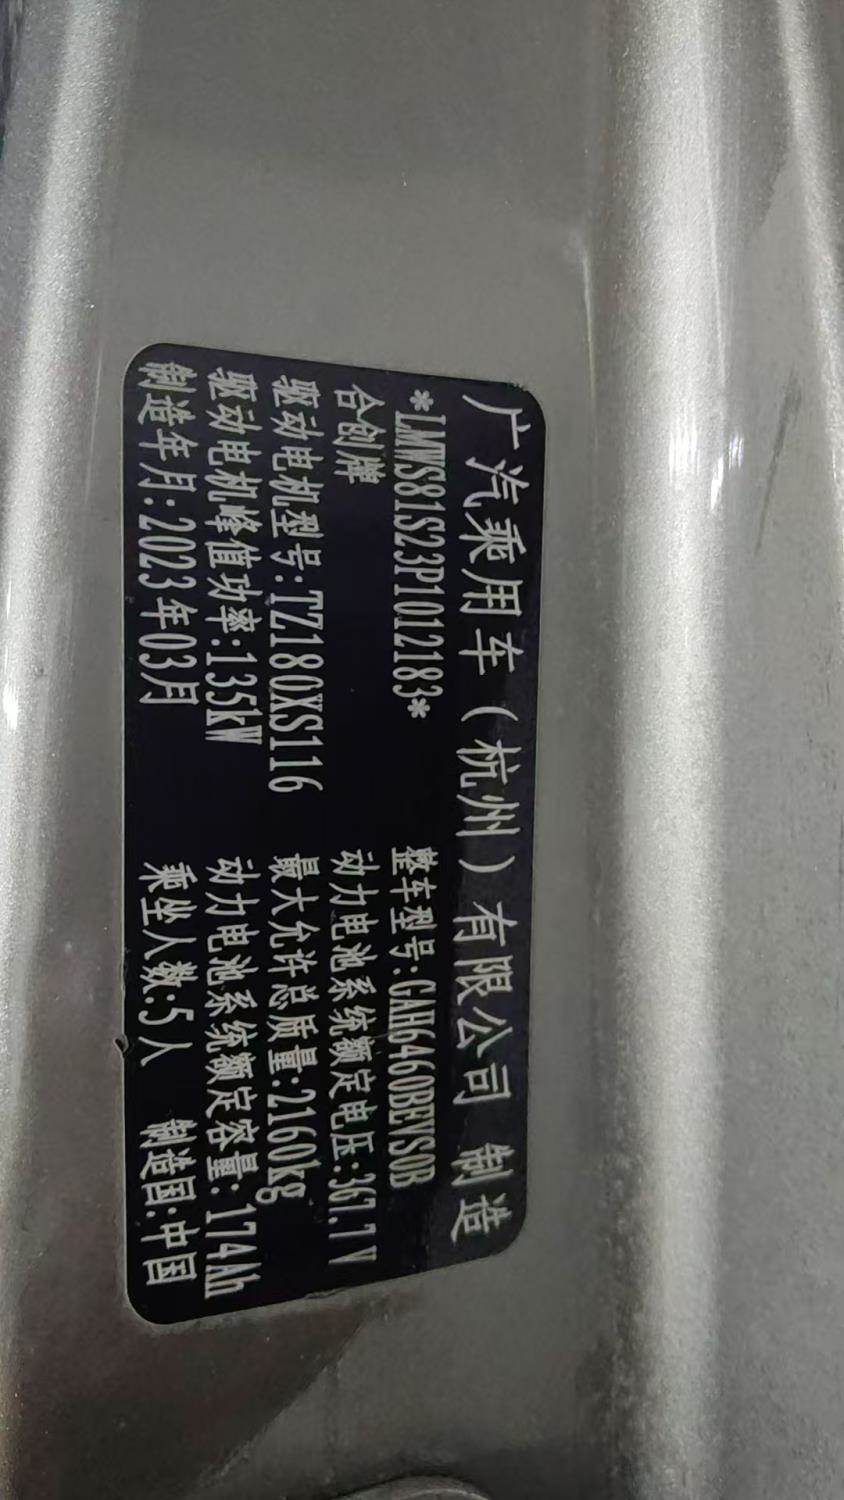 广汽乘用车（杭州）有限公司 制造
*LMWS81S23P1012183* 整车型号:GAH6460BEVS0B
合创牌 动力电池系统额定电压:367.7V
驱动电机型号:TZ180XS116 最大允许总质量:2160kg
驱动电机峰值功率:135kW 动力电池系统额定容量:174Ah
制造年月:2023年03月 乘坐人数:5人 制造国:中国